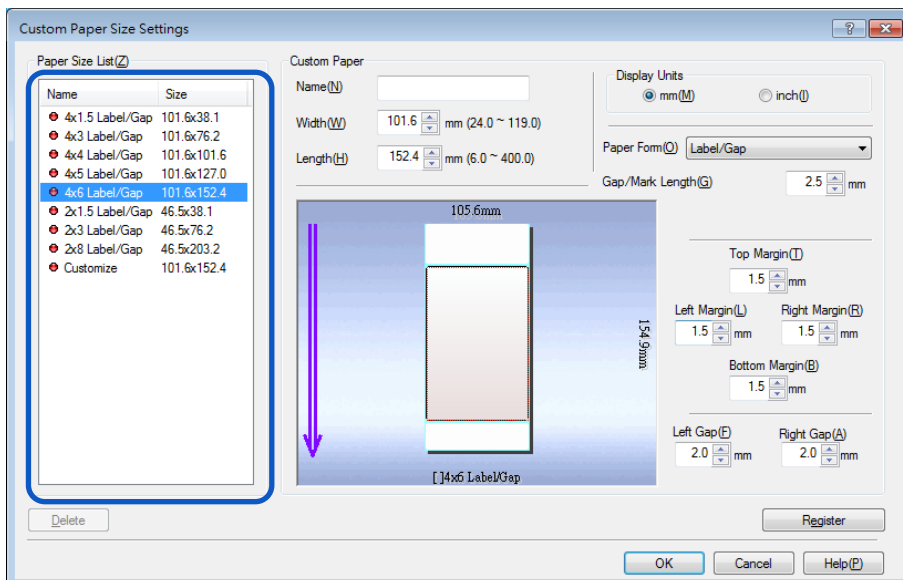 Custom Paper Size Settings
Paper Size List(Z)
Name Size
4x1.5 Label/Gap 101.6x38.1
4x3 Label/Gap 101.6x76.2
4x4 Label/Gap 101.6x101.6
4x5 Label/Gap 101.6x127.0
4x6 Label/Gap 101.6x152.4
2x1.5 Label/Gap 46.5x38.1
2x3 Label/Gap 46.5x76.2
2x8 Label/Gap 46.5x203.2
Customize 101.6x152.4
Delete
Custom Paper
Name(N)
Width(W) 101.6 mm (24.0 ~ 119.0)
Length(H) 152.4 mm (6.0 ~ 400.0)
Display Units
mm(M) inch(I)
Paper Form(O) Label/Gap
Gap/Mark Length(G) 2.5 mm
105.6mm
154.9mm
[ ]4x6 Label/Gap
Top Margin(T)
1.5 mm
Left Margin(L) Right Margin(R)
1.5 mm 1.5 mm
Bottom Margin(B)
1.5 mm
Left Gap(F) Right Gap(A)
2.0 mm 2.0 mm
Register
OK Cancel Help(P)